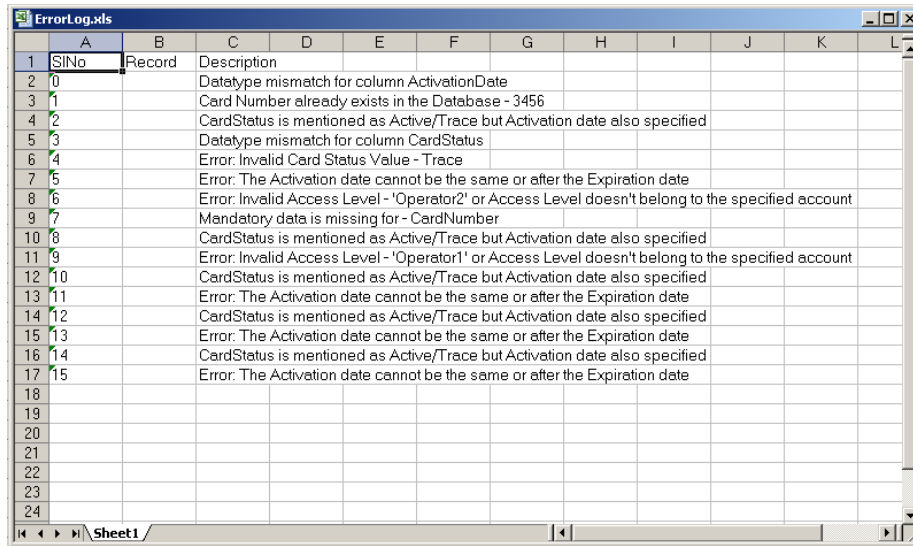 ErrorLog.xls
A B C D E F G H I J K L
1 SlNo Record Description
2 0 Datatype mismatch for column ActivationDate
3 1 Card Number already exists in the Database - 3456
4 2 CardStatus is mentioned as Active/Trace but Activation date also specified
5 3 Datatype mismatch for column CardStatus
6 4 Error: Invalid Card Status Value - Trace
7 5 Error: The Activation date cannot be the same or after the Expiration date
8 6 Error: Invalid Access Level - 'Operator2' or Access Level doesn't belong to the specified account
9 7 Mandatory data is missing for - CardNumber
10 8 CardStatus is mentioned as Active/Trace but Activation date also specified
11 9 Error: Invalid Access Level - 'Operator1' or Access Level doesn't belong to the specified account
12 10 CardStatus is mentioned as Active/Trace but Activation date also specified
13 11 Error: The Activation date cannot be the same or after the Expiration date
14 12 CardStatus is mentioned as Active/Trace but Activation date also specified
15 13 Error: The Activation date cannot be the same or after the Expiration date
16 14 CardStatus is mentioned as Active/Trace but Activation date also specified
17 15 Error: The Activation date cannot be the same or after the Expiration date
18
19
20
21
22
23
24
Sheet1